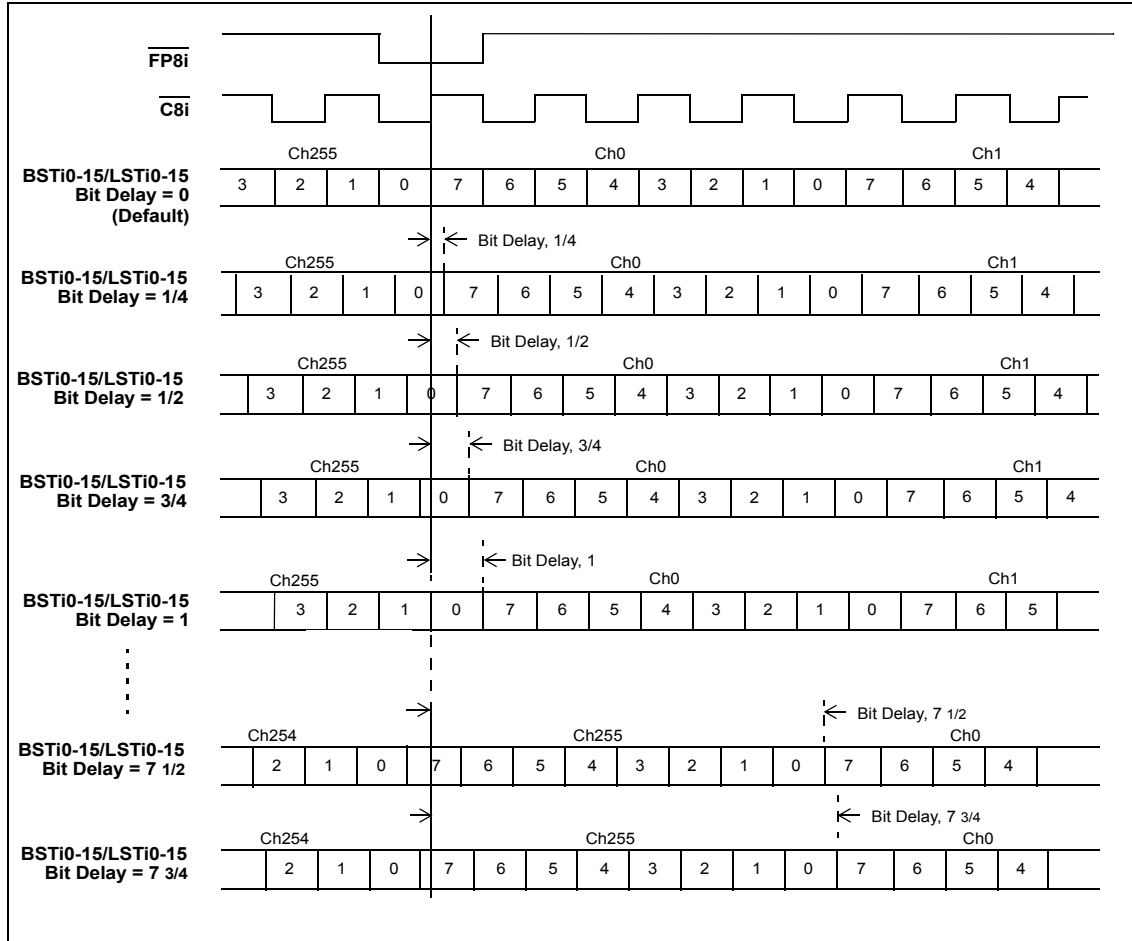 FP8i
C8i
Ch255 Ch0 Ch1
BSTi0-15/LSTi0-15
Bit Delay = 0
(Default)
3 2 1 0 7 6 5 4 3 2 1 0 7 6 5 4
Bit Delay, 1/4
Ch255 Ch0 Ch1
BSTi0-15/LSTi0-15
Bit Delay = 1/4
3 2 1 0 7 6 5 4 3 2 1 0 7 6 5 4
Bit Delay, 1/2
Ch255 Ch0 Ch1
BSTi0-15/LSTi0-15
Bit Delay = 1/2
3 2 1 0 7 6 5 4 3 2 1 0 7 6 5 4
Bit Delay, 3/4
Ch255 Ch0 Ch1
BSTi0-15/LSTi0-15
Bit Delay = 3/4
3 2 1 0 7 6 5 4 3 2 1 0 7 6 5 4
Bit Delay, 1
Ch255 Ch0 Ch1
BSTi0-15/LSTi0-15
Bit Delay = 1
3 2 1 0 7 6 5 4 3 2 1 0 7 6 5
Bit Delay, 7 1/2
Ch254 Ch255 Ch0
BSTi0-15/LSTi0-15
Bit Delay = 7 1/2
2 1 0 7 6 5 4 3 2 1 0 7 6 5 4
Bit Delay, 7 3/4
Ch254 Ch255 Ch0
BSTi0-15/LSTi0-15
Bit Delay = 7 3/4
2 1 0 7 6 5 4 3 2 1 0 7 6 5 4